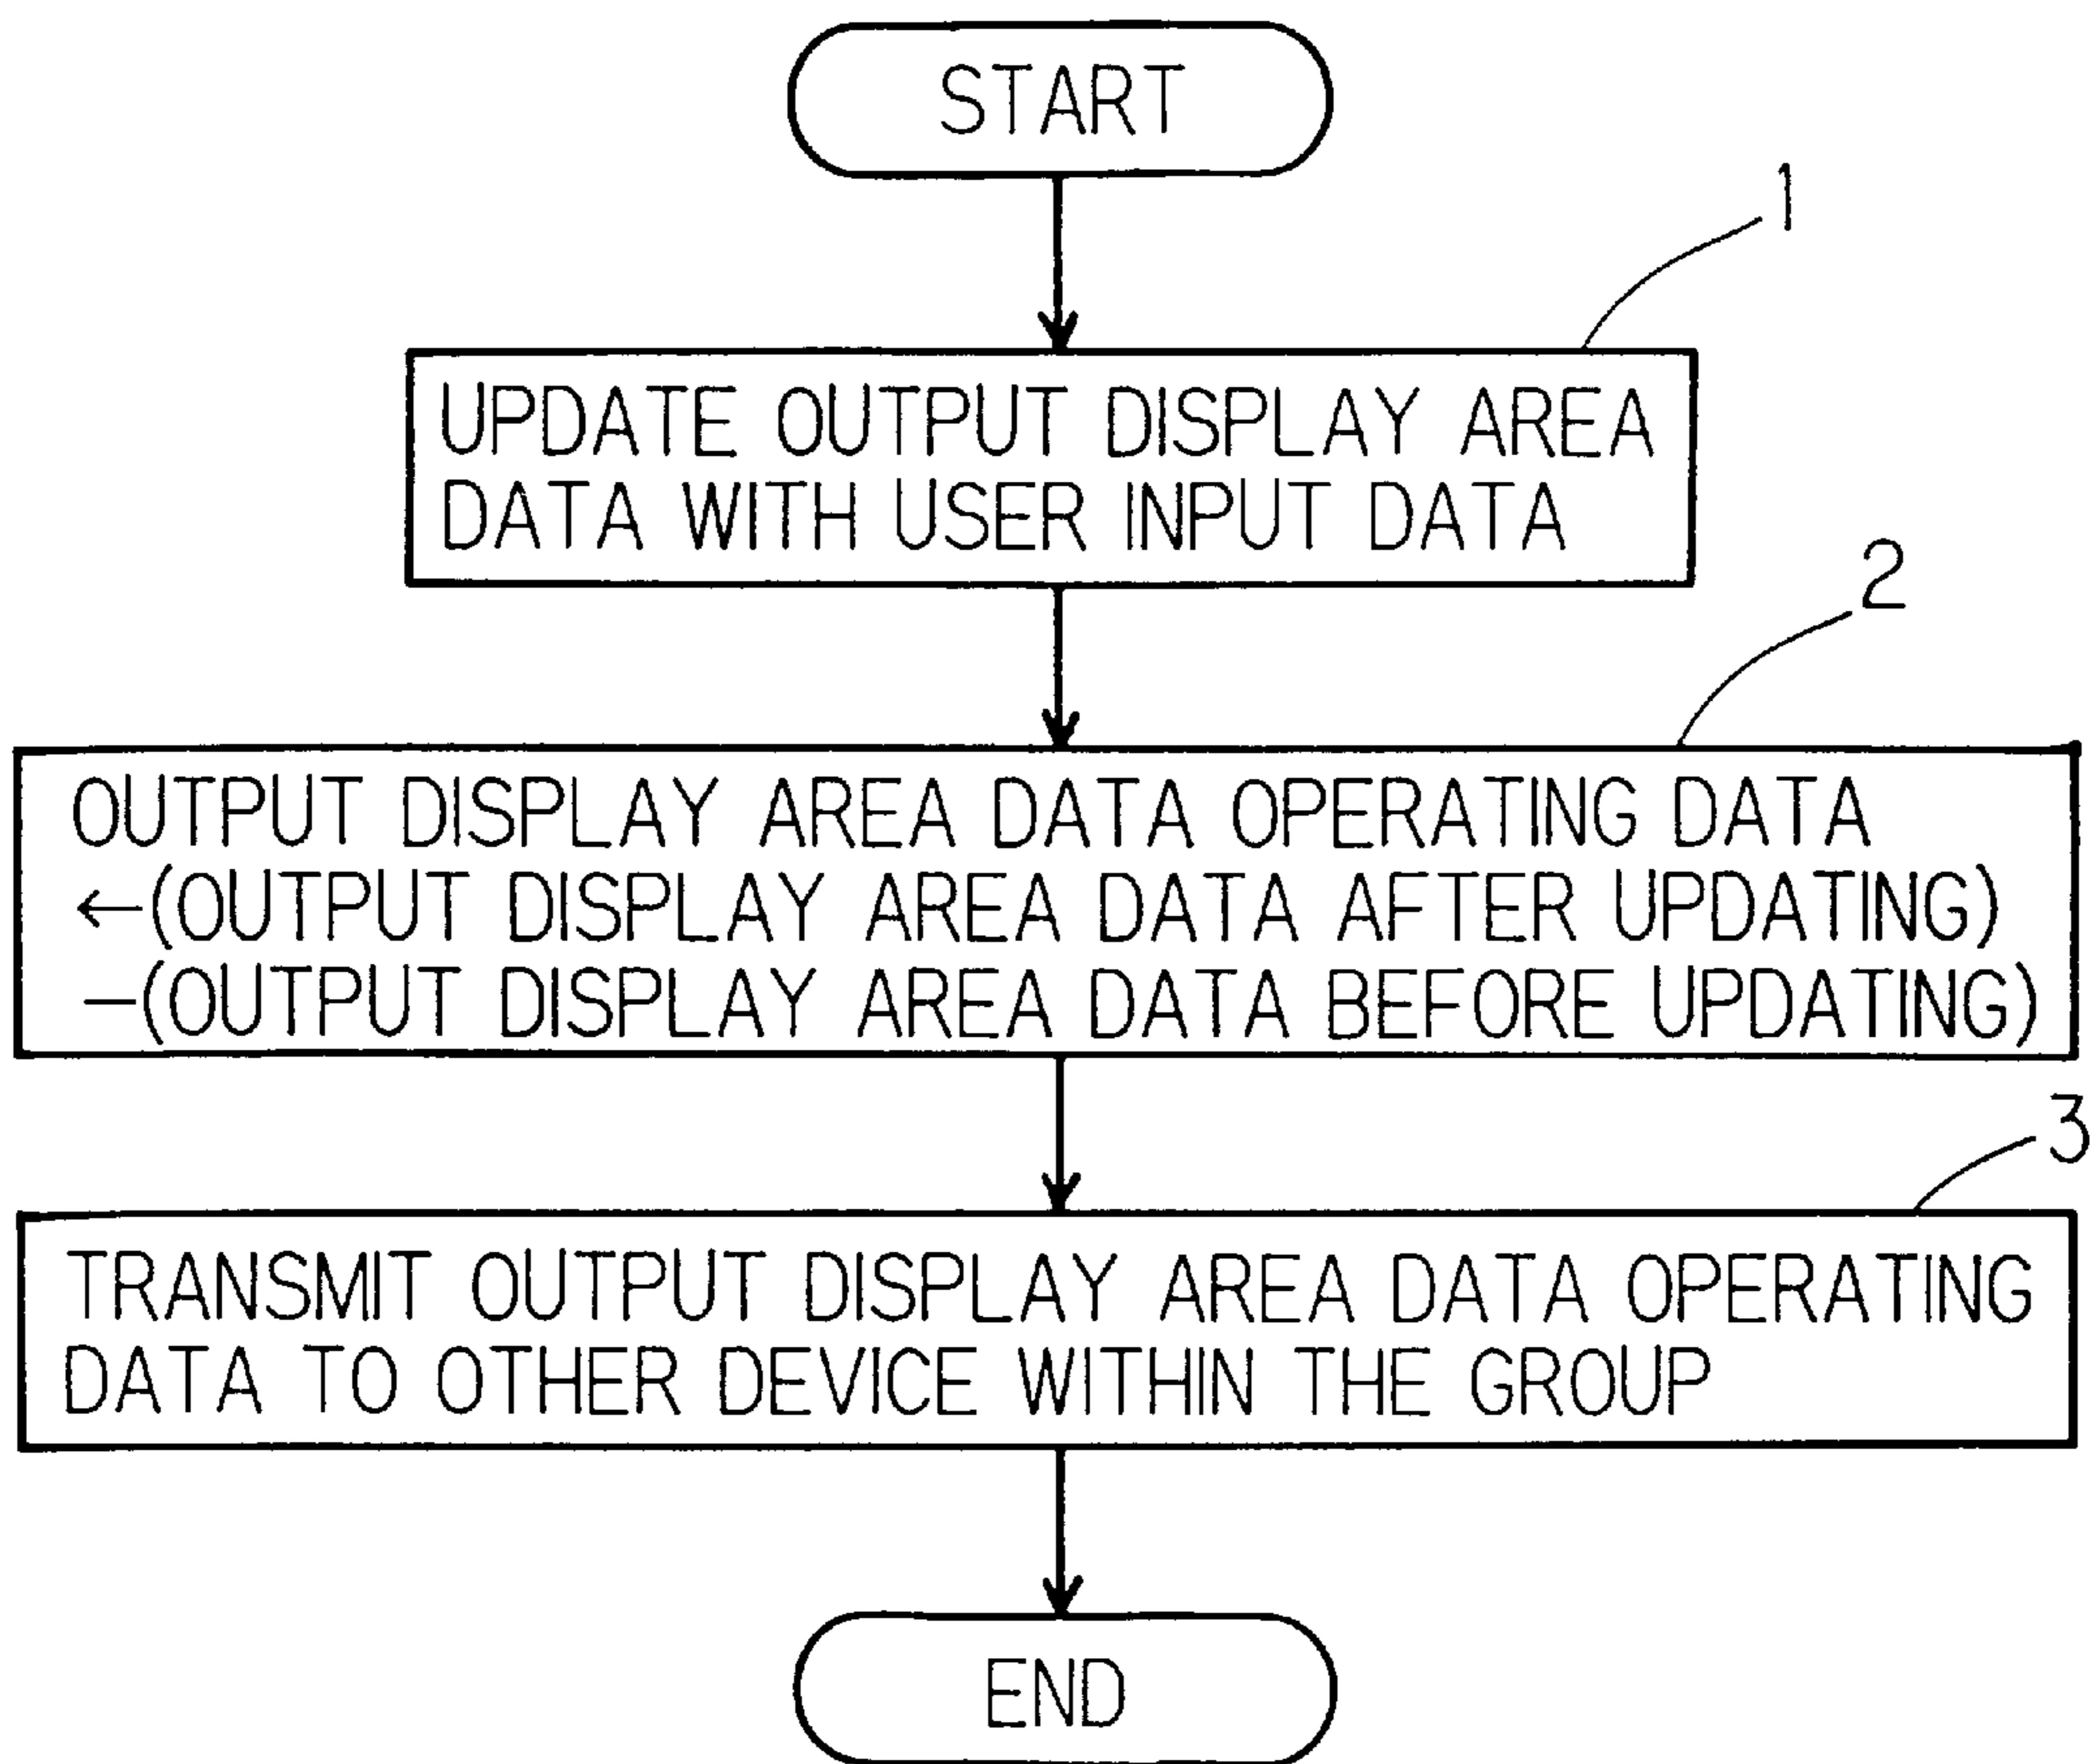 START
1
UPDATE OUTPUT DISPLAY AREA
DATA WITH USER INPUT DATA
2
OUTPUT DISPLAY AREA DATA OPERATING DATA
←(OUTPUT DISPLAY AREA DATA AFTER UPDATING)
−(OUTPUT DISPLAY AREA DATA BEFORE UPDATING)
3
TRANSMIT OUTPUT DISPLAY AREA DATA OPERATING
DATA TO OTHER DEVICE WITHIN THE GROUP
END